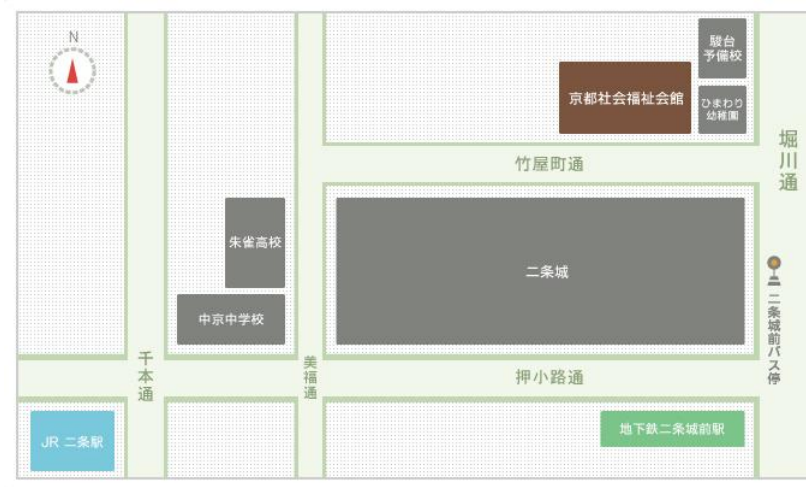 N
駿台
予備校
京都社会福祉会館
ひまわり
幼稚園
堀川通
竹屋町通
朱雀高校
二条城
中京中学校
二条城前バス停
千本通
美福通
押小路通
JR 二条駅
地下鉄二条城前駅